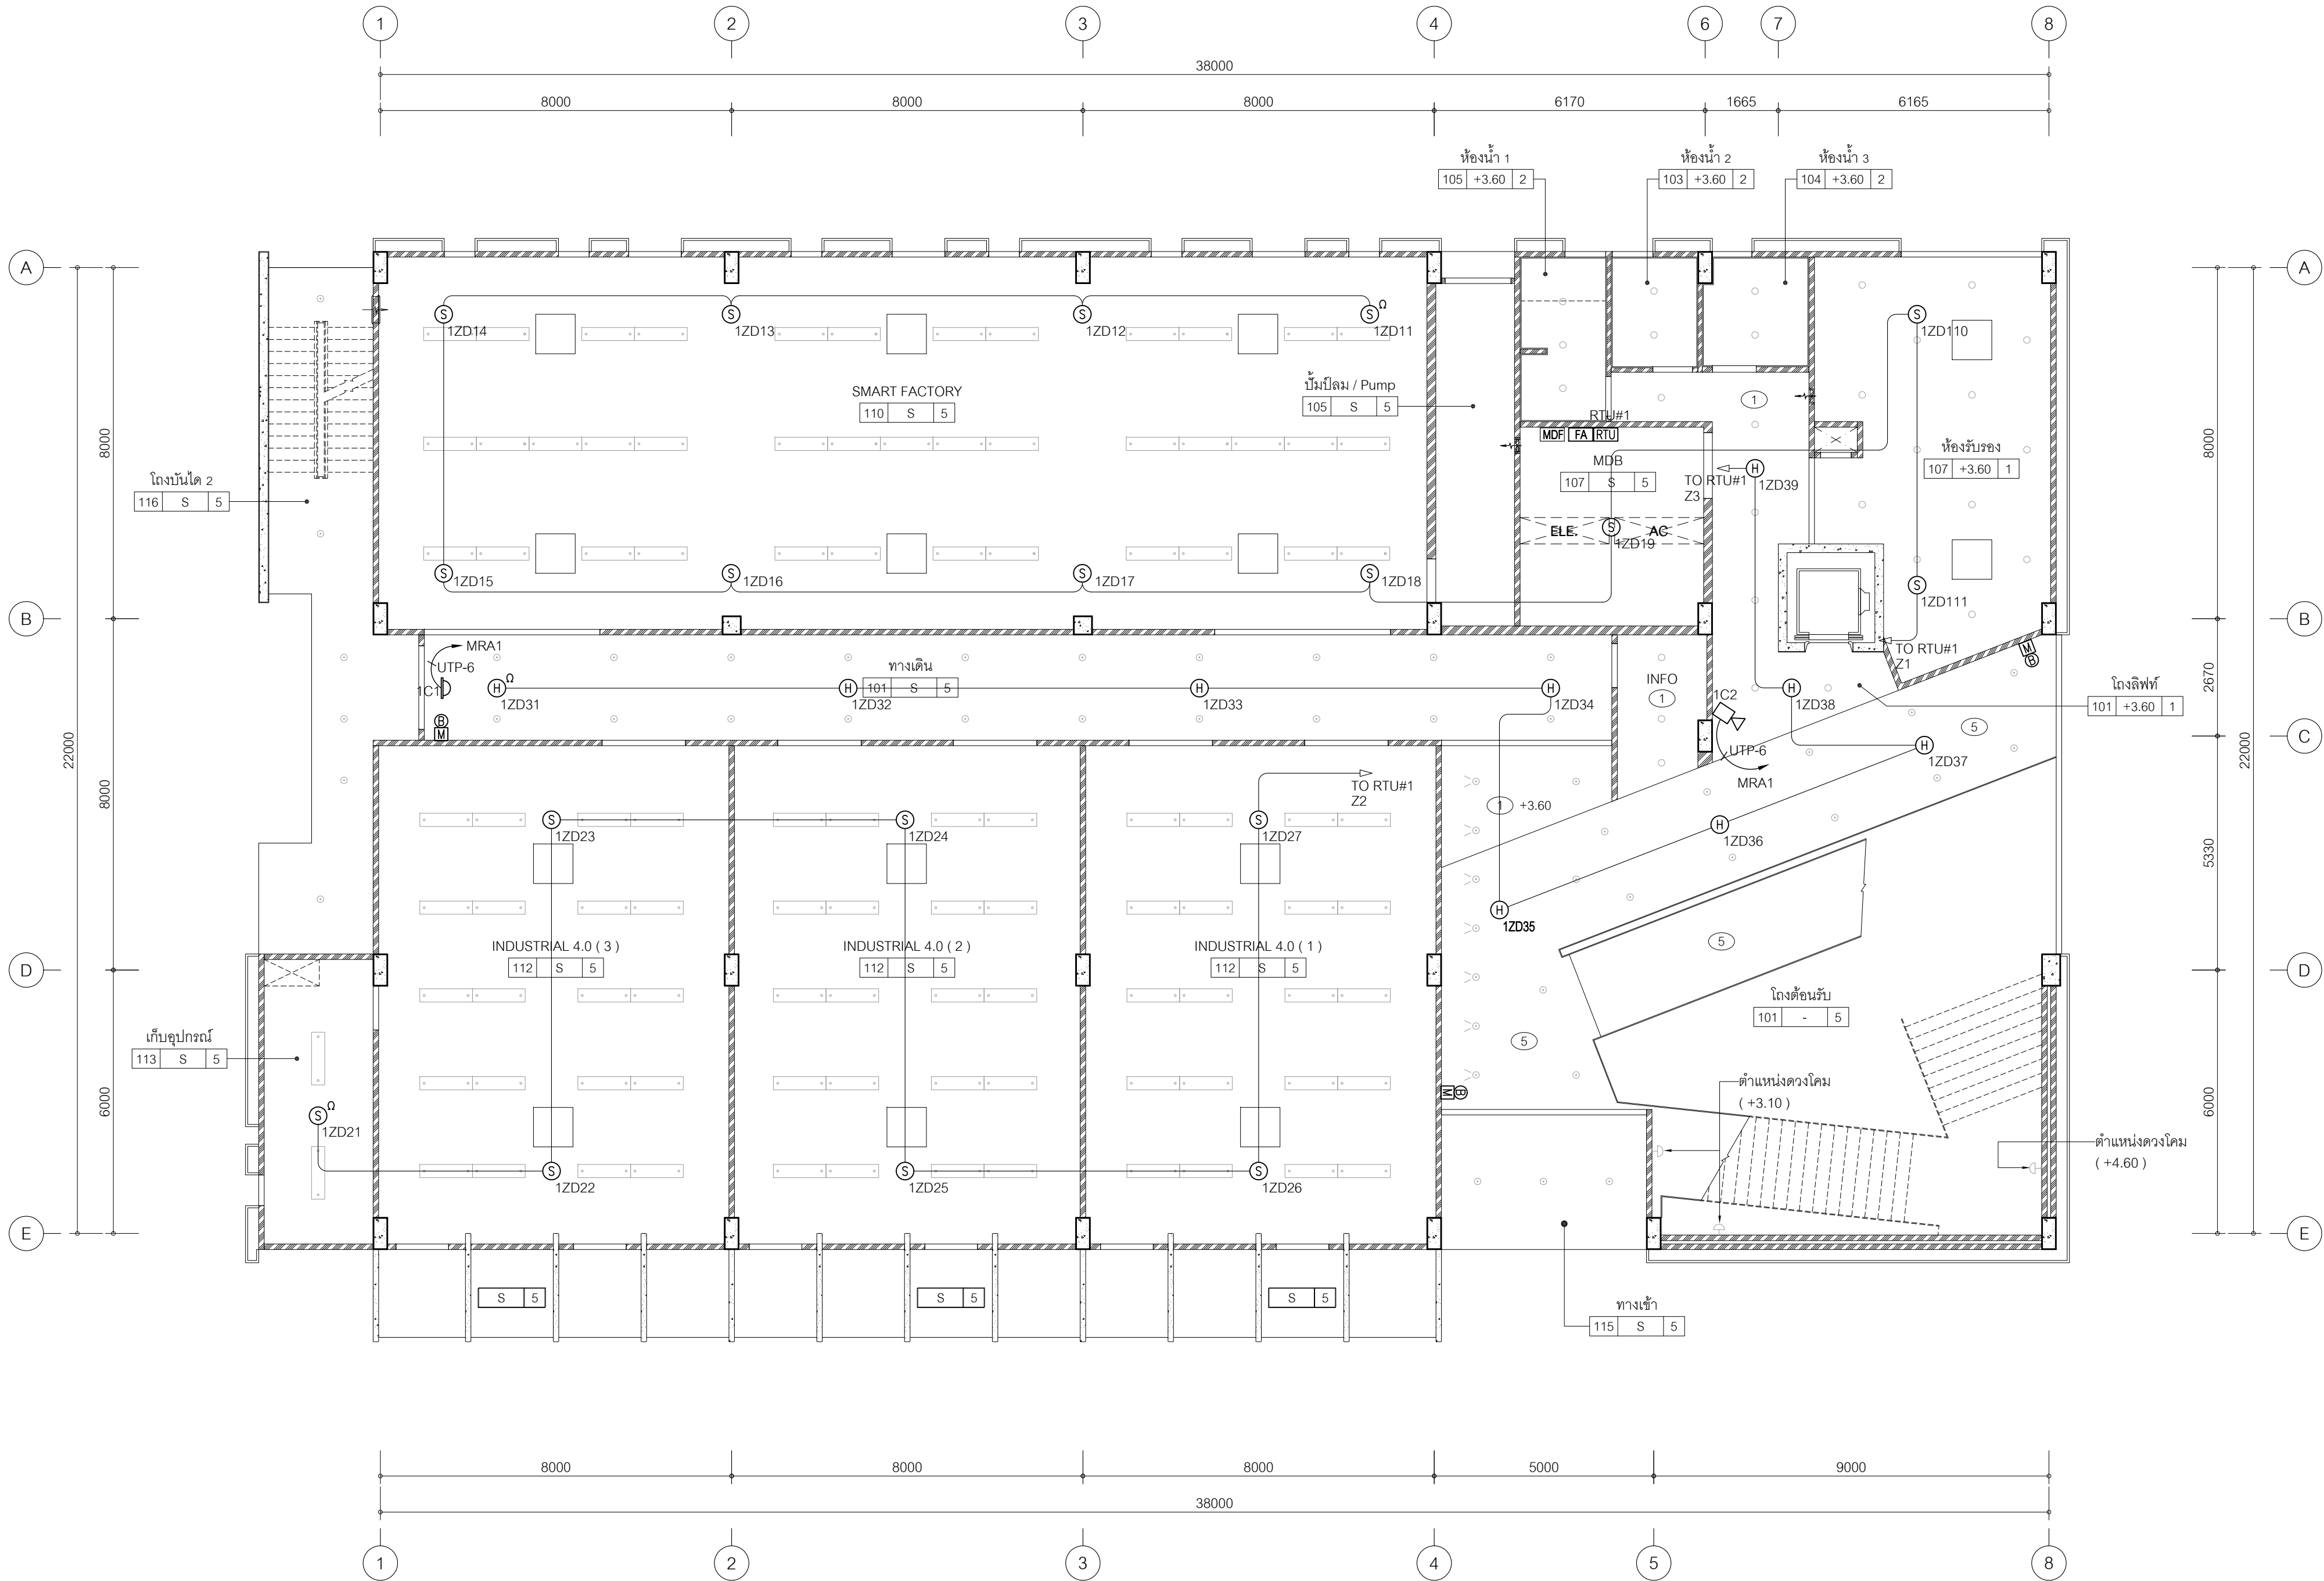 1 2 3 4 6 7 8
38000
8000 8000 8000 6170 1665 6165
ห้องน้ำ 1
105 +3.60 2
ห้องน้ำ 2
103 +3.60 2
ห้องน้ำ 3
104 +3.60 2
A A
1ZD14 1ZD13 1ZD12 1ZD11
S S S S Ω
S
1ZD110
SMART FACTORY
110 S 5
ปั๊มป์ลม / Pump
105 S 5
1
RTU#1
MDF FA RTU
8000
8000
MDB
107 S 5
ห้องรับรอง
107 +3.60 1
H
1ZD39
TO RTU#1
Z3
โถงบันได 2
116 S 5
ELE. S AC
1ZD19
S S S S
1ZD15 1ZD16 1ZD17 1ZD18
S
1ZD111
B B
TO RTU#1
Z1
M
B
MRA1
UTP-6
1C1
H Ω
1ZD31
H
1ZD32
ทางเดิน
101 S 5
H
1ZD33
H
1ZD34
INFO
1
1C2
H
1ZD38
โถงลิฟท์
101 +3.60 1
2670
B
M
5
C
UTP-6
MRA1
H
1ZD37
22000
22000
8000
TO RTU#1
Z2
1 +3.60
S
1ZD23
S
1ZD24
S
1ZD27
H
1ZD36
5330
H
1ZD35
INDUSTRIAL 4.0 ( 3 )
112 S 5
INDUSTRIAL 4.0 ( 2 )
112 S 5
INDUSTRIAL 4.0 ( 1 )
112 S 5
5
D D
โถงต้อนรับ
101 - 5
เก็บอุปกรณ์
113 S 5
5
6000
6000
M B
ตำแหน่งดวงโคม
( +3.10 )
S Ω
1ZD21
ตำแหน่งดวงโคม
( +4.60 )
S
1ZD22
S
1ZD25
S
1ZD26
E E
S 5
S 5
S 5
ทางเข้า
115 S 5
8000 8000 8000 5000 9000
38000
1 2 3 4 5 8